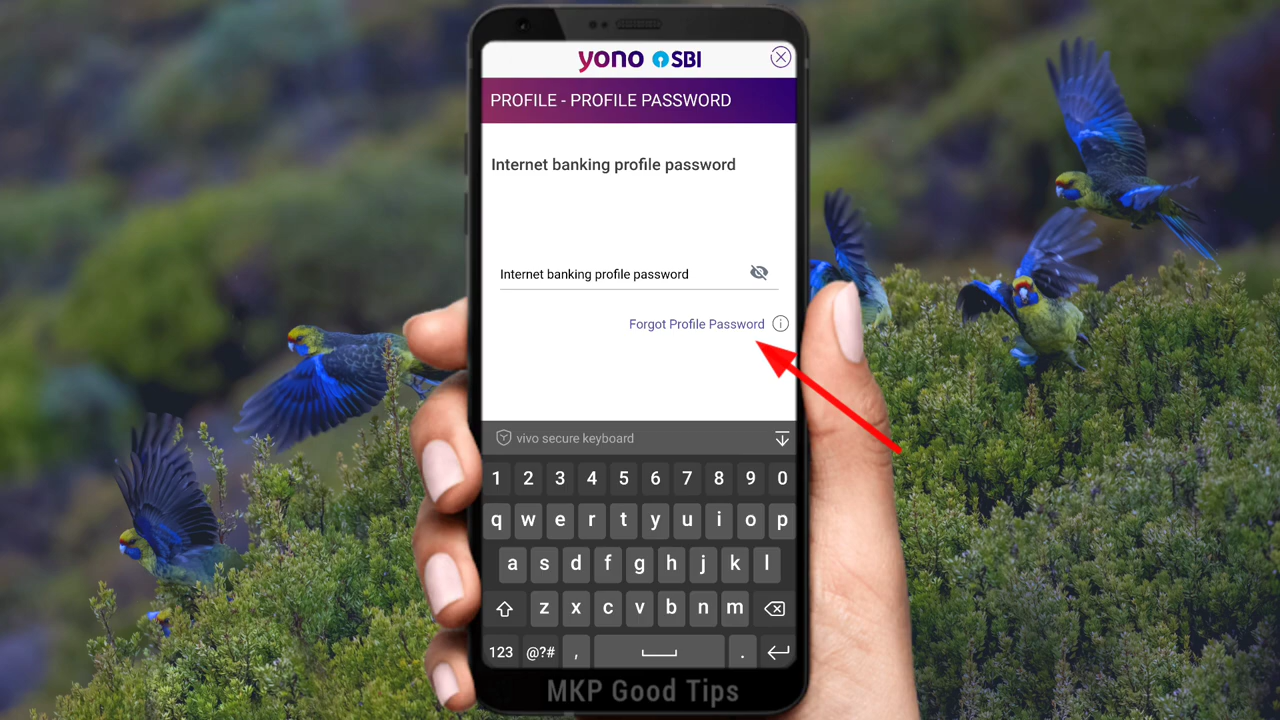 yono SBI
PROFILE - PROFILE PASSWORD
Internet banking profile password
Internet banking profile password
Forgot Profile Password
vivo secure keyboard
1 2 3 4 5 6 7 8 9 0
q w e r t y u i o p
a s d f g h j k l
z x c v b n m
123 @?# , .
MKP Good Tips